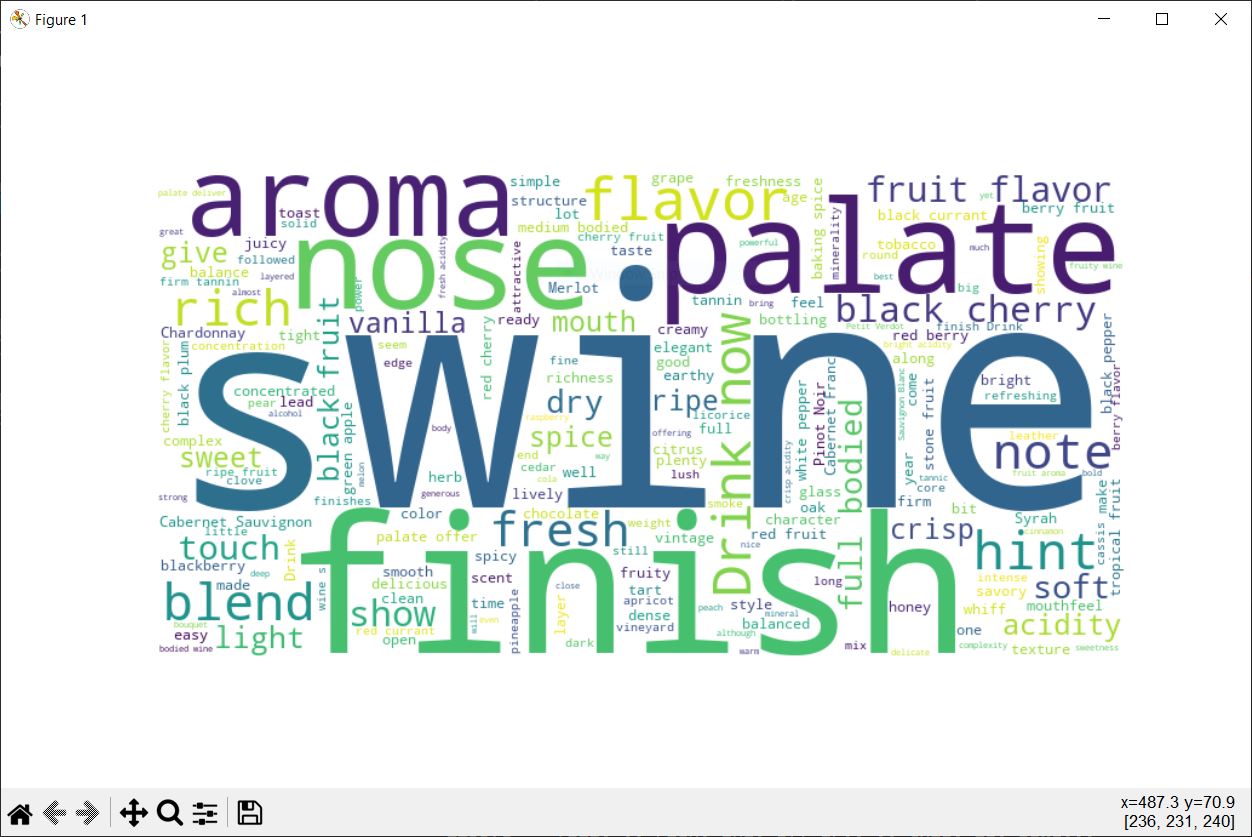 Figure 1
palate deliver
aroma
simple
flavor
grape
freshness
age
baking spice
fruit flavor
yet
toast
solid
structure
lot
medium bodied
cherry fruit
black currant
berry fruit
great
give
juicy
followed
nose
fresh acidity
attractive
taste
palate
powerful
minerality
tobacco
round
much
showing
balance
layered
firm tannin
almost
power
Merlot
tannin
bring
feel
best
big
fruity wine
rich
black fruit
vanilla
ready
mouth
creamy
bottling
black cherry
Petit Verdot
finish Drink
Chardonnay
tight
concentration
seem
edge
red cherry
fine
elegant
good
earthy
Drink now
red berry
bright acidity
along
black pepper
cherry flavor
black plum
swine
concentrated
pear
lead
alcohol
richness
dry
ripe
licorice
full
white pepper
Pinot Noir
Cabernet Franc
Sauvignon Blanc
come
stone fruit
bright
refreshing
berry flavor
complex
sweet
green apple
melon
body
raspberry
spice
end
way
offering
citrus
plenty
crisp acidity
full bodied
leather
note
ripe fruit
clove
herb
cedar
cola
well
lush
year
tannic
core
fruit aroma
bold
strong
finishes
generous
lively
smoke
glass
oak
firm
bit
cassis
make
tropical fruit
Cabernet Sauvignon
little
color
chocolate
weight
character
crisp
Syrah
cinnamon
touch
Drink
palate offer
fresh
vintage
nice
red fruit
hint
blackberry
deep
wine s
finish
spicy
still
made
smooth
delicious
scent
close
fruity
long
intense
savory
soft
blend
clean
show
time
pineapple
layer
tart
apricot
dense
vineyard
peach
style
mineral
balanced
honey
whiff
mouthfeel
bouquet
easy
light
red currant
open
mill
even
dark
although
one
acidity
bodied wine
warm
mix
delicate
complexity
texture
sweetness
x=487.3 y=70.9
[236, 231, 240]